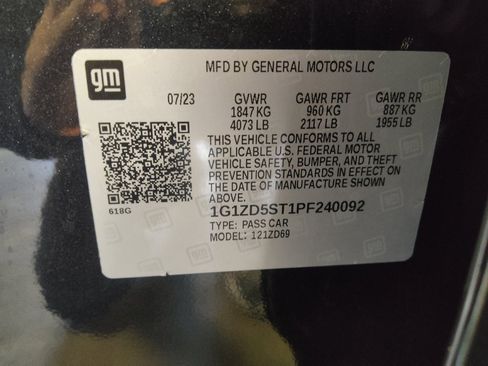 gm
MFD BY GENERAL MOTORS LLC
07/23 GVWR GAWR FRT GAWR RR
1847 KG 960 KG 887 KG
4073 LB 2117 LB 1955 LB
THIS VEHICLE CONFORMS TO ALL
APPLICABLE U.S. FEDERAL MOTOR
VEHICLE SAFETY, BUMPER, AND THEFT
PREVENTION STANDARDS IN EFFECT ON
THE DATE OF MANUFACTURE SHOWN
ABOVE.
618G
1G1ZD5ST1PF240092
TYPE: PASS CAR
MODEL: 121ZD69